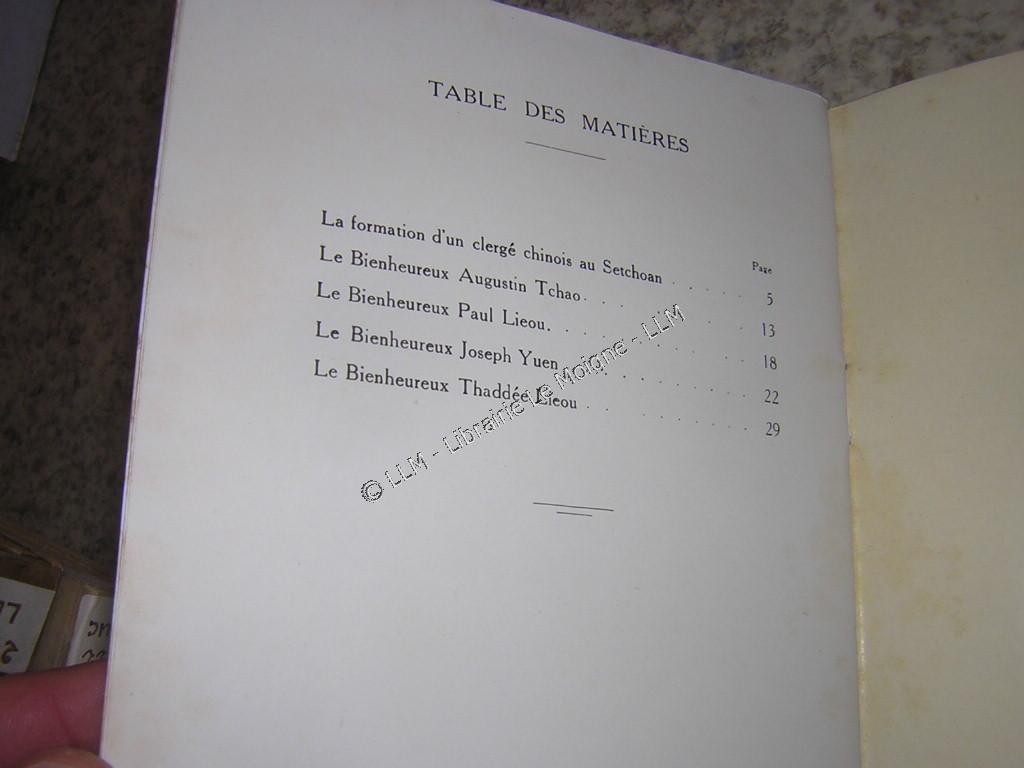 TABLE DES MATIÈRES
Page
La formation d'un clergé chinois au Setchoan . . . . . 5
Le Bienheureux Augustin Tchao . . . . . . . . 13
Le Bienheureux Paul Lieou . . . . . . . . . 18
Le Bienheureux Joseph Yuen . . . . . . . . 22
Le Bienheureux Thaddée Lieou . . . . . . . . 29
© LLM - Librairie Le Moigne - LLM